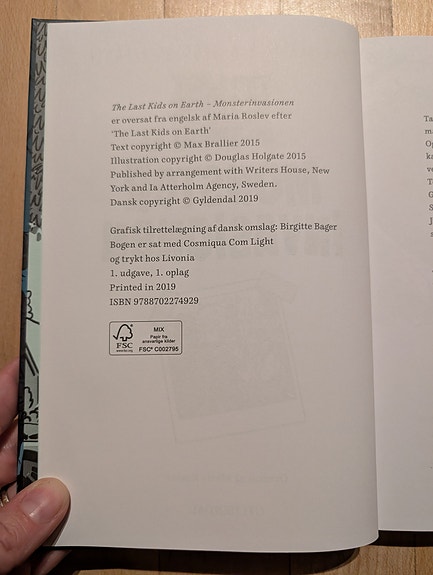 The Last Kids on Earth – Monsterinvasionen
er oversat fra engelsk af Maria Roslev efter
'The Last Kids on Earth'
Text copyright © Max Brallier 2015
Illustration copyright © Douglas Holgate 2015
Published by arrangement with Writers House, New
York and Ia Atterholm Agency, Sweden.
Dansk copyright © Gyldendal 2019
Grafisk tilrettelægning af dansk omslag: Birgitte Bager
Bogen er sat med Cosmiqua Com Light
og trykt hos Livonia
1. udgave, 1. oplag
Printed in 2019
ISBN 9788702274929
FSC
www.fsc.org
MIX
Papir fra
ansvarlige kilder
FSC® C002795